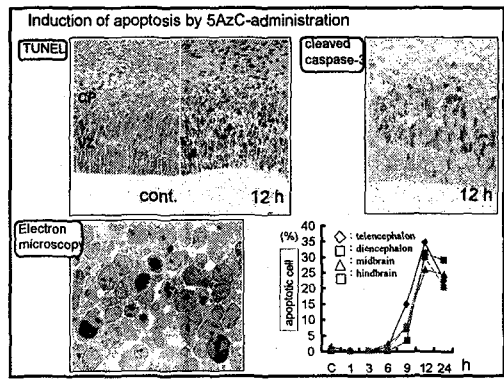 Induction of apoptosis by 5AzC-administration
TUNEL
CP
VZ
cont.
12 h
cleaved
caspase-3
12 h
Electron
microscopy
(%)
apoptotic cell
40
35
30
25
20
15
10
5
0
: telencephalon
: diencephalon
: midbrain
: hindbrain
C 1 3 6 9 12 24
h